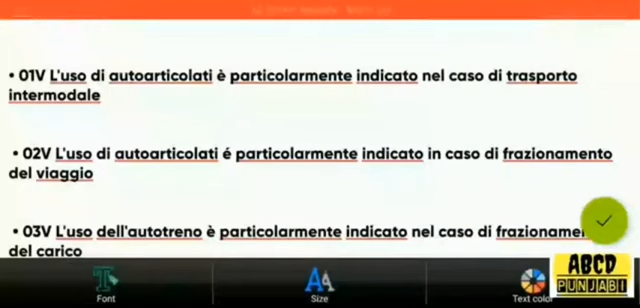 • 01V L'uso di autoarticolati è particolarmente indicato nel caso di trasporto
intermodale
• 02V L'uso di autoarticolati é particolarmente indicato in caso di frazionamento
del viaggio
• 03V L'uso dell'autotreno è particolarmente indicato nel caso di
del carico
Font
Size
Text color
ABCD
PUNJABI